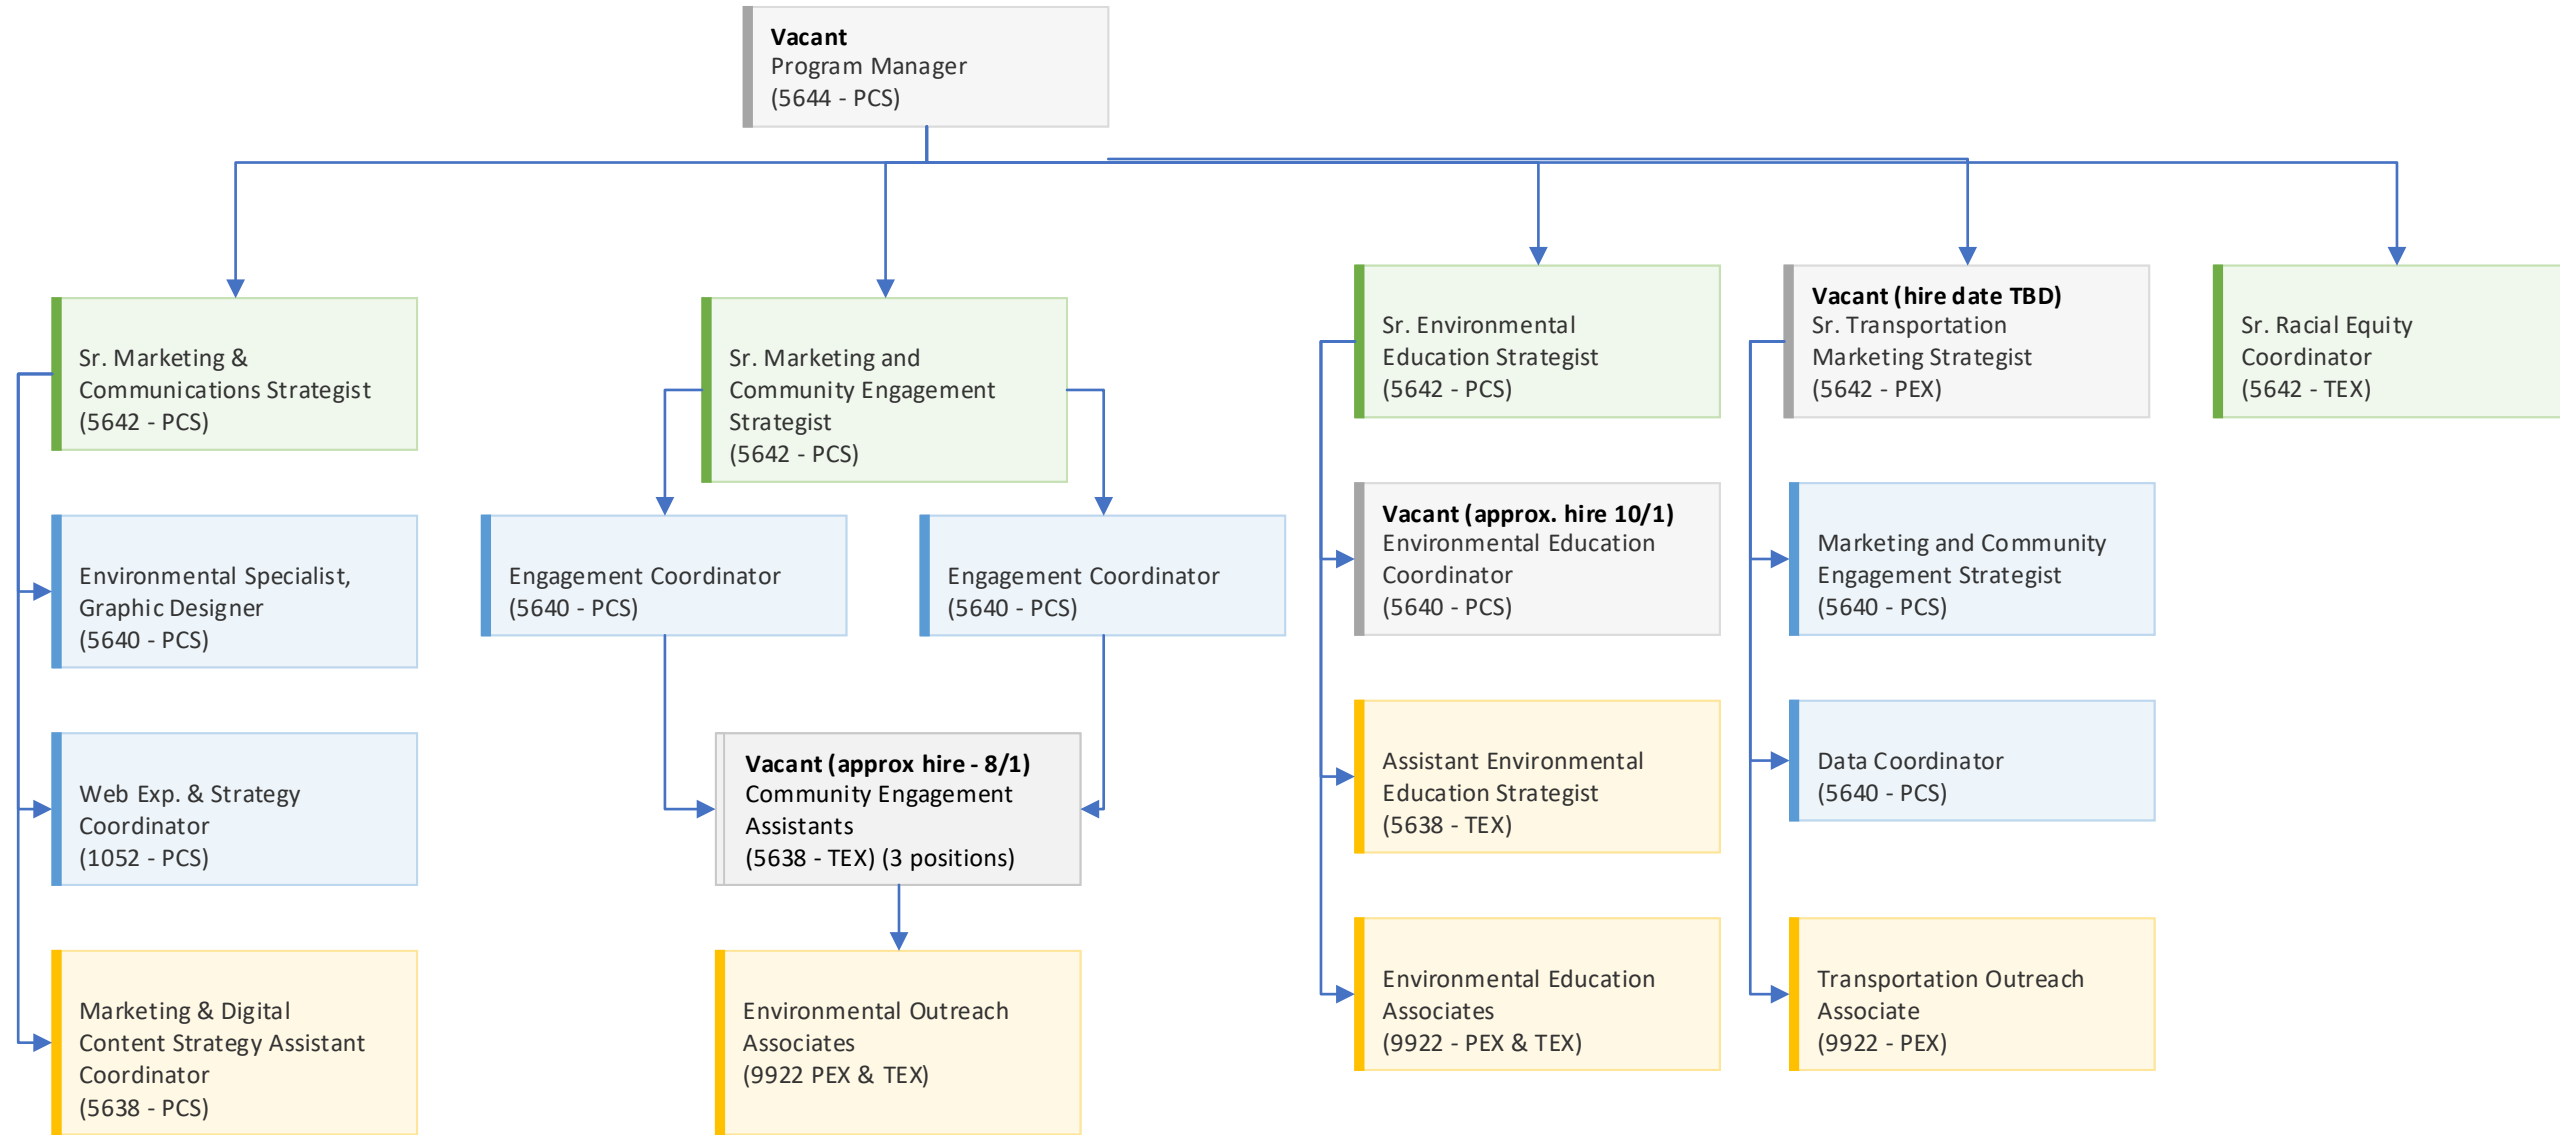 Vacant
Program Manager
(5644 - PCS)
Sr. Marketing &
Communications Strategist
(5642 - PCS)
Sr. Marketing and
Community Engagement
Strategist
(5642 - PCS)
Sr. Environmental
Education Strategist
(5642 - PCS)
Vacant (hire date TBD)
Sr. Transportation
Marketing Strategist
(5642 - PEX)
Sr. Racial Equity
Coordinator
(5642 - TEX)
Environmental Specialist,
Graphic Designer
(5640 - PCS)
Engagement Coordinator
(5640 - PCS)
Engagement Coordinator
(5640 - PCS)
Vacant (approx. hire 10/1)
Environmental Education
Coordinator
(5640 - PCS)
Marketing and Community
Engagement Strategist
(5640 - PCS)
Web Exp. & Strategy
Coordinator
(1052 - PCS)
Vacant (approx hire - 8/1)
Community Engagement
Assistants
(5638 - TEX) (3 positions)
Assistant Environmental
Education Strategist
(5638 - TEX)
Data Coordinator
(5640 - PCS)
Marketing & Digital
Content Strategy Assistant
Coordinator
(5638 - PCS)
Environmental Outreach
Associates
(9922 PEX & TEX)
Environmental Education
Associates
(9922 - PEX & TEX)
Transportation Outreach
Associate
(9922 - PEX)